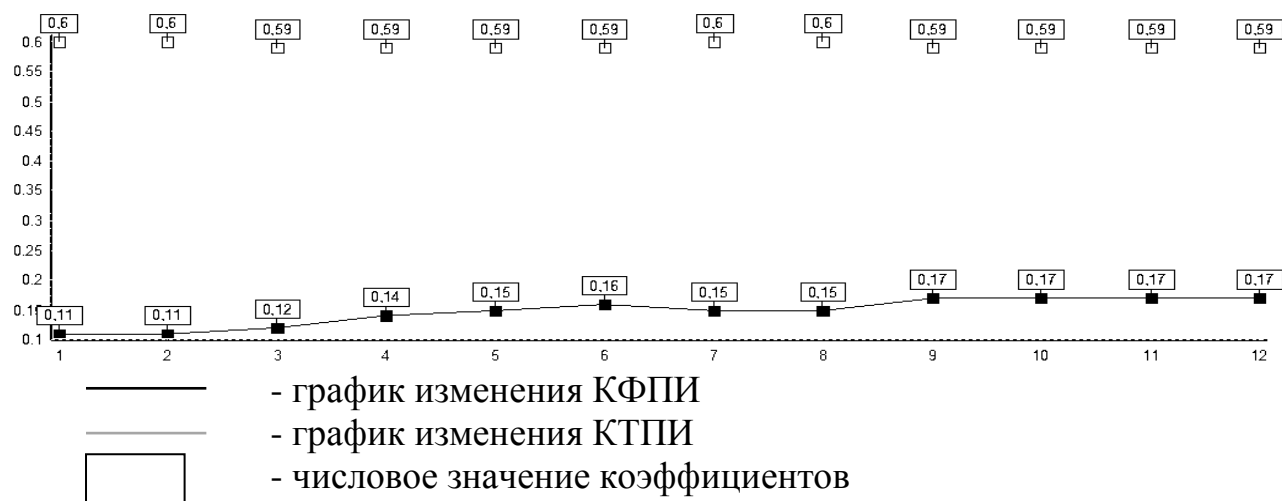 0,6 0,6 0,59 0,59 0,59 0,59 0,6 0,6 0,59 0,59 0,59 0,59
0.6
0.55
0.5
0.45
0.4
0.35
0.3
0.25
0.2
0,11 0,11 0,12 0,14 0,15 0,16 0,15 0,15 0,17 0,17 0,17 0,17
0.15
0.1
1 2 3 4 5 6 7 8 9 10 11 12
- график изменения КФПИ
- график изменения КТПИ
- числовое значение коэффициентов